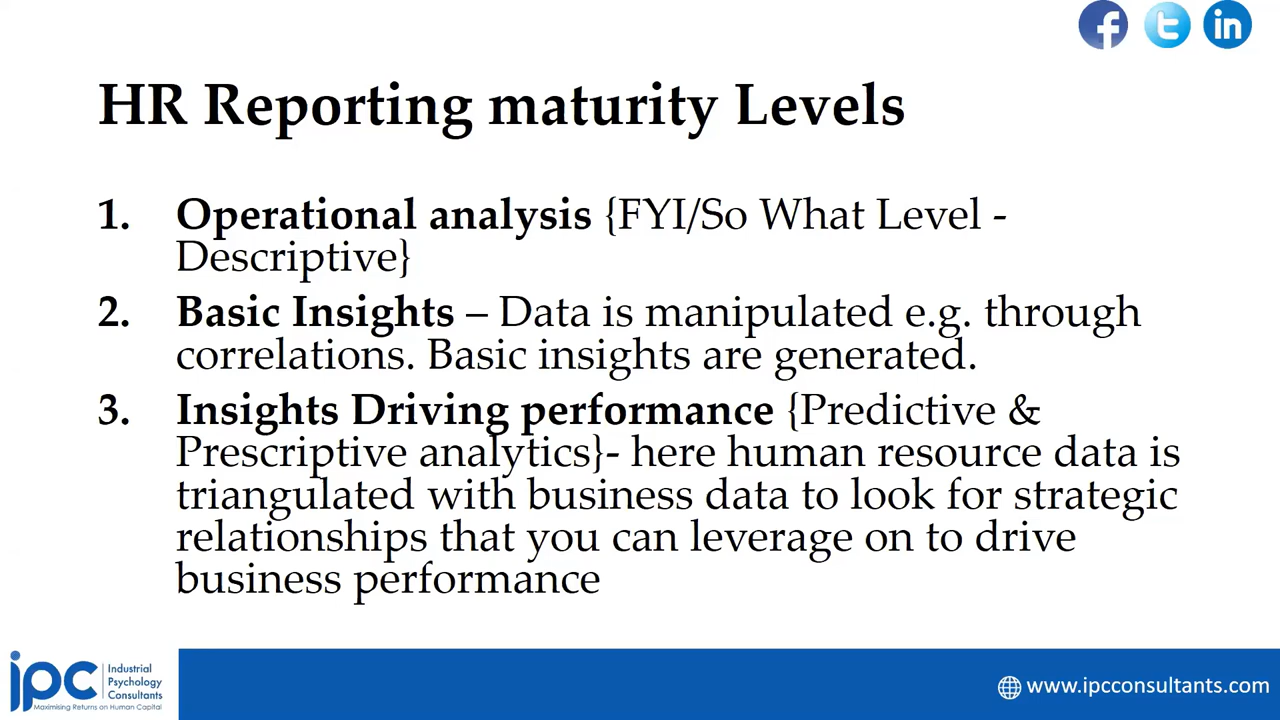 HR Reporting maturity Levels
1. Operational analysis {FYI/So What Level -
Descriptive}
2. Basic Insights – Data is manipulated e.g. through
correlations. Basic insights are generated.
3. Insights Driving performance {Predictive &
Prescriptive analytics}- here human resource data is
triangulated with business data to look for strategic
relationships that you can leverage on to drive
business performance
ipc
Industrial
Psychology
Consultants
Maximising Returns on Human Capital
www.ipcconsultants.com